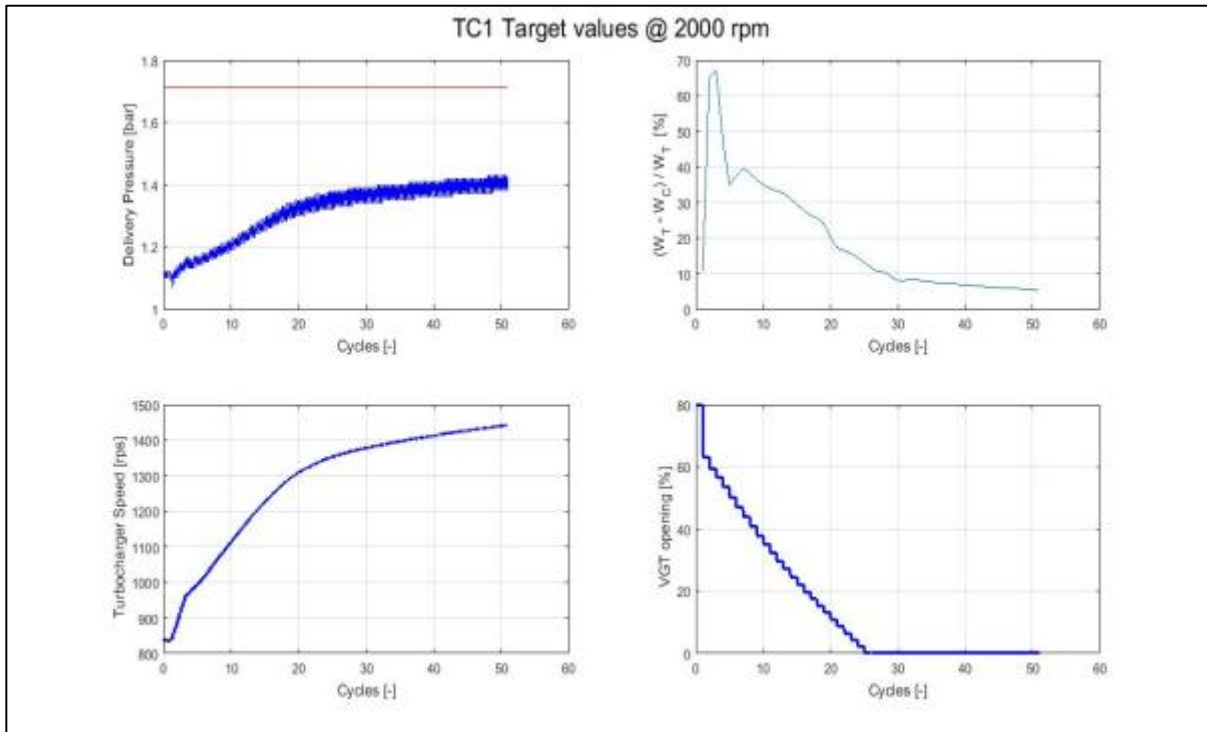 TC1 Target values @ 2000 rpm
Delivery Pressure [bar]
1.8
1.6
1.4
1.2
1
0 10 20 30 40 50 60
Cycles [-]
(W_T - W_C) / W_T [%]
70
60
50
40
30
20
10
0
0 10 20 30 40 50 60
Cycles [-]
Turbocharger Speed [rps]
1500
1400
1300
1200
1100
1000
900
800
0 10 20 30 40 50 60
Cycles [-]
VGT opening [%]
80
60
40
20
0
0 10 20 30 40 50 60
Cycles [-]